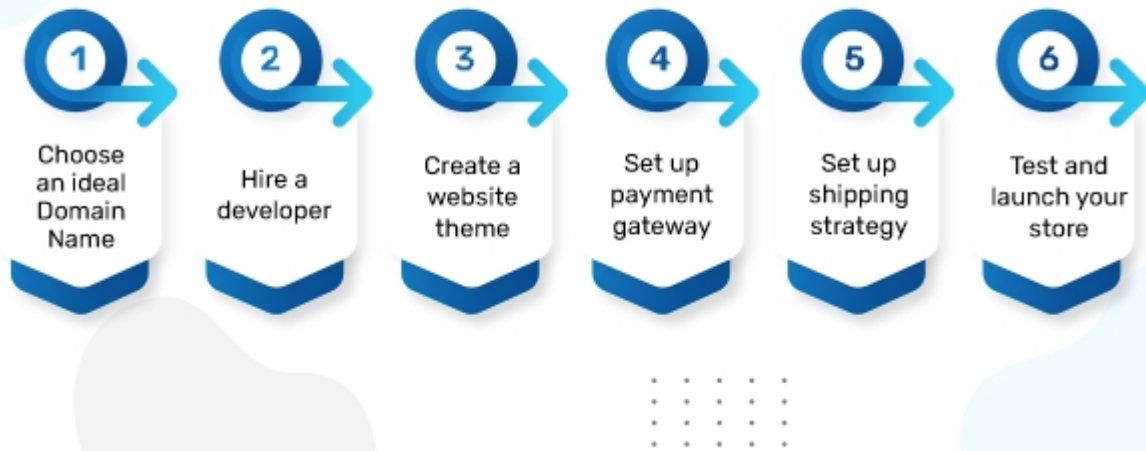 1
Choose
an ideal
Domain
Name
2
Hire a
developer
3
Create a
website
theme
4
Set up
payment
gateway
5
Set up
shipping
strategy
6
Test and
launch your
store